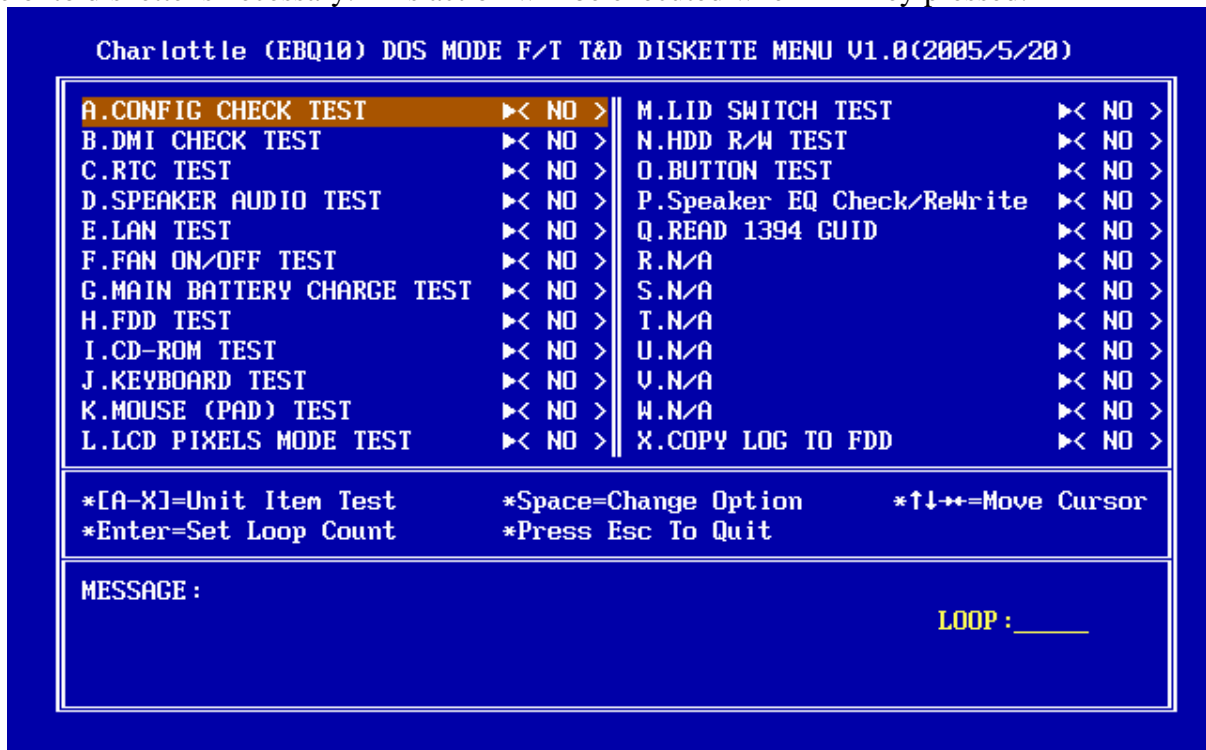 Charlottle (EBQ10) DOS MODE F/T T&D DISKETTE MENU V1.0(2005/5/20)
A.CONFIG CHECK TEST ►< NO > M.LID SWITCH TEST ►< NO >
B.DMI CHECK TEST ►< NO > N.HDD R/W TEST ►< NO >
C.RTC TEST ►< NO > O.BUTTON TEST ►< NO >
D.SPEAKER AUDIO TEST ►< NO > P.Speaker EQ Check/ReWrite ►< NO >
E.LAN TEST ►< NO > Q.READ 1394 GUID ►< NO >
F.FAN ON/OFF TEST ►< NO > R.N/A ►< NO >
G.MAIN BATTERY CHARGE TEST ►< NO > S.N/A ►< NO >
H.FDD TEST ►< NO > T.N/A ►< NO >
I.CD-ROM TEST ►< NO > U.N/A ►< NO >
J.KEYBOARD TEST ►< NO > V.N/A ►< NO >
K.MOUSE (PAD) TEST ►< NO > W.N/A ►< NO >
L.LCD PIXELS MODE TEST ►< NO > X.COPY LOG TO FDD ►< NO >
*[A-X]=Unit Item Test *Space=Change Option *↑↓→←=Move Cursor
*Enter=Set Loop Count *Press Esc To Quit
MESSAGE:
LOOP:_____